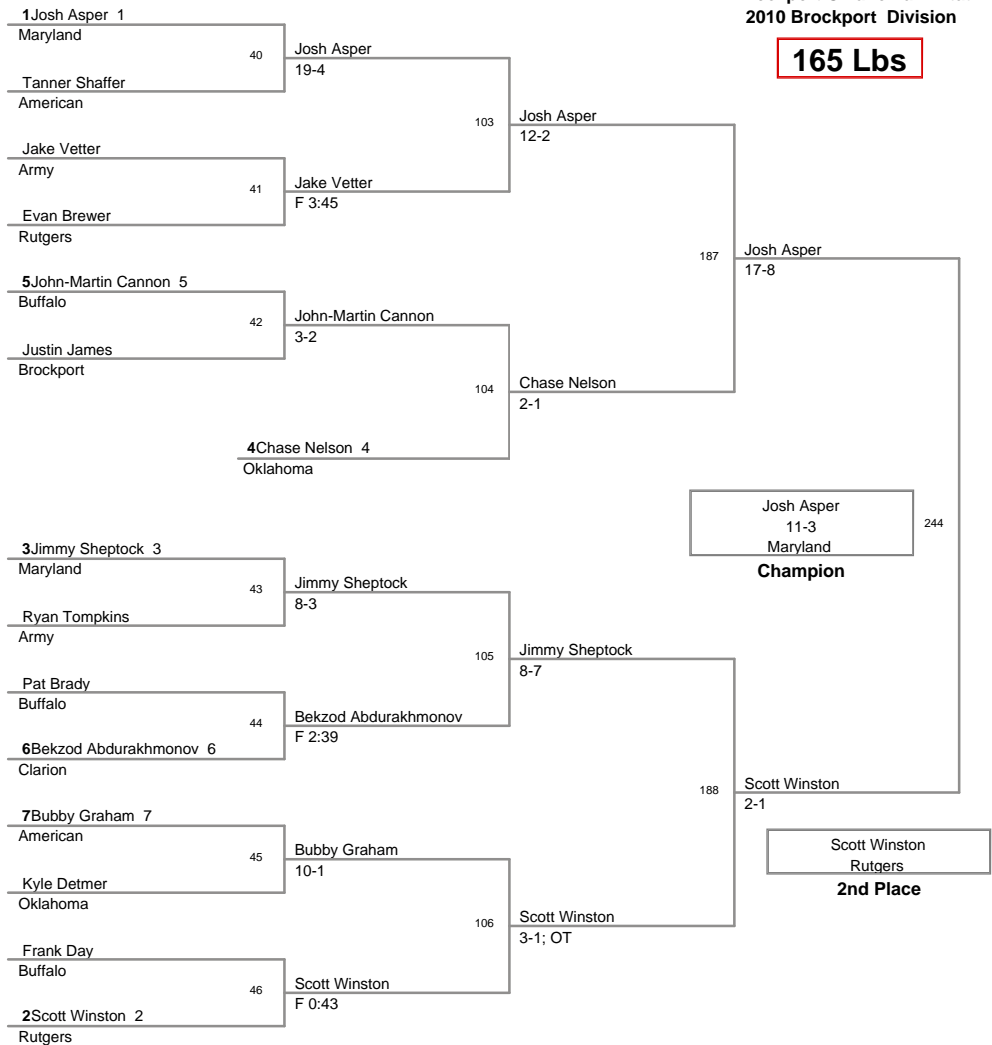 2010 Brockport Division
165 Lbs
1Josh Asper 1
Maryland
40
Tanner Shaffer
American
Josh Asper
19-4
Jake Vetter
Army
41
Evan Brewer
Rutgers
Jake Vetter
F 3:45
103
Josh Asper
12-2
5John-Martin Cannon 5
Buffalo
42
Justin James
Brockport
John-Martin Cannon
3-2
4Chase Nelson 4
Oklahoma
104
Chase Nelson
2-1
187
Josh Asper
17-8
3Jimmy Sheptock 3
Maryland
43
Ryan Tompkins
Army
Jimmy Sheptock
8-3
Pat Brady
Buffalo
44
6Bekzod Abdurakhmonov 6
Clarion
Bekzod Abdurakhmonov
F 2:39
105
Jimmy Sheptock
8-7
7Bubby Graham 7
American
45
Kyle Detmer
Oklahoma
Bubby Graham
10-1
Frank Day
Buffalo
46
2Scott Winston 2
Rutgers
Scott Winston
F 0:43
106
Scott Winston
3-1; OT
188
Scott Winston
2-1
Josh Asper
11-3
Maryland
244
Champion
Scott Winston
Rutgers
2nd Place